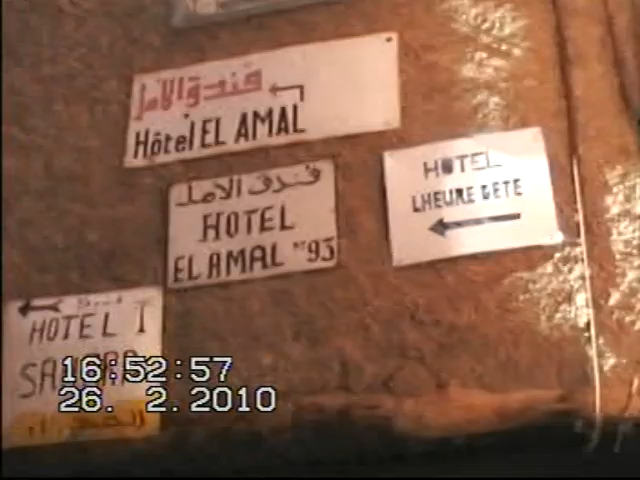 فندق الامل
Hôtel EL AMAL
فندق الامل
HOTEL
EL AMAL N° 93
HOTEL
LHEURE DETE
HOTEL
16:52:57
26. 2.2010